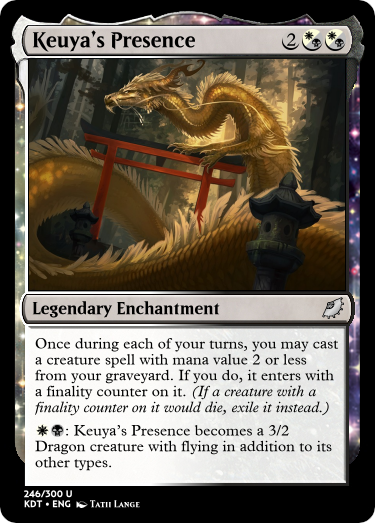 Keuya's Presence 2
Legendary Enchantment
Once during each of your turns, you may cast
a creature spell with mana value 2 or less
from your graveyard. If you do, it enters with
a finality counter on it. (If a creature with a
finality counter on it would die, exile it instead.)
: Keuya's Presence becomes a 3/2
Dragon creature with flying in addition to its
other types.
246/300 U
KDT • ENG Tath Lange